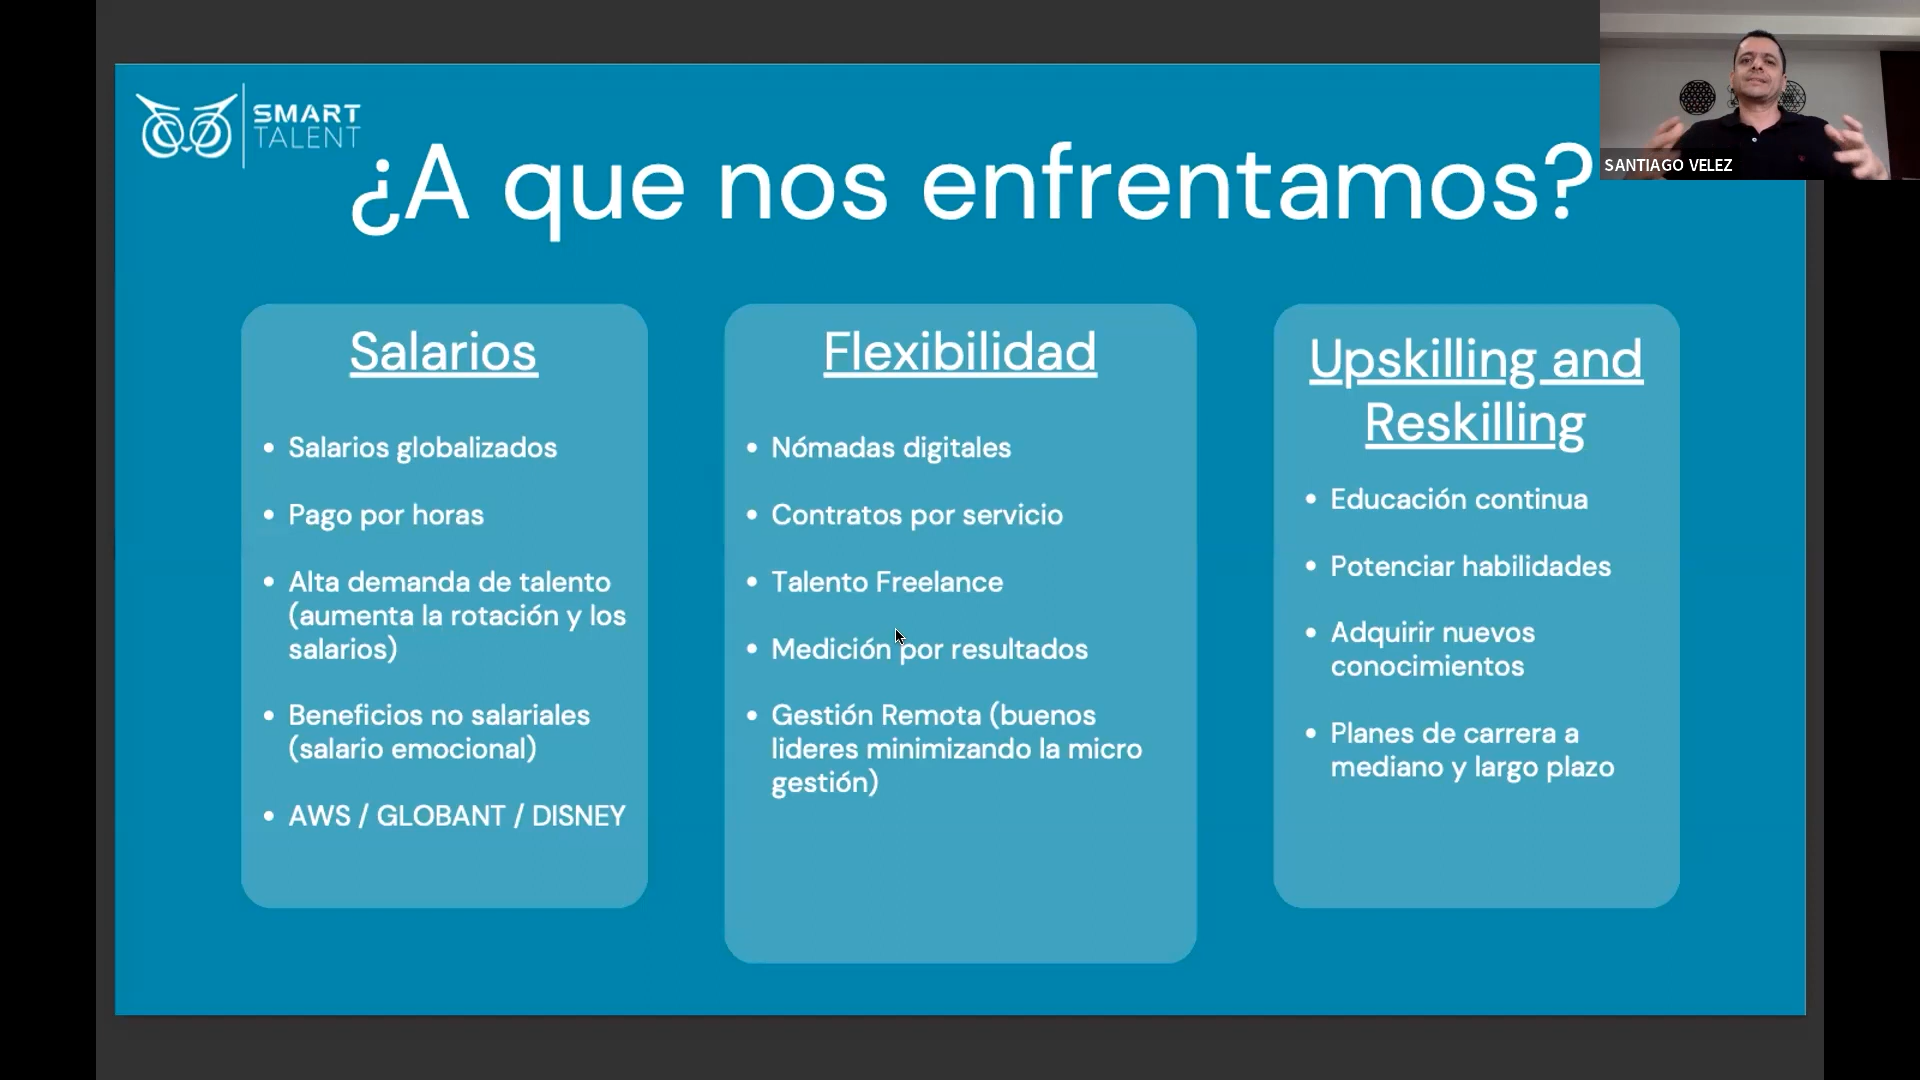 SMART
TALENT
¿A que nos enfrentamos?
SANTIAGO VELEZ
Salarios
• Salarios globalizados
• Pago por horas
• Alta demanda de talento
(aumenta la rotación y los
salarios)
• Beneficios no salariales
(salario emocional)
• AWS / GLOBANT / DISNEY
Flexibilidad
• Nómadas digitales
• Contratos por servicio
• Talento Freelance
• Medición por resultados
• Gestión Remota (buenos
lideres minimizando la micro
gestión)
Upskilling and
Reskilling
• Educación continua
• Potenciar habilidades
• Adquirir nuevos
conocimientos
• Planes de carrera a
mediano y largo plazo